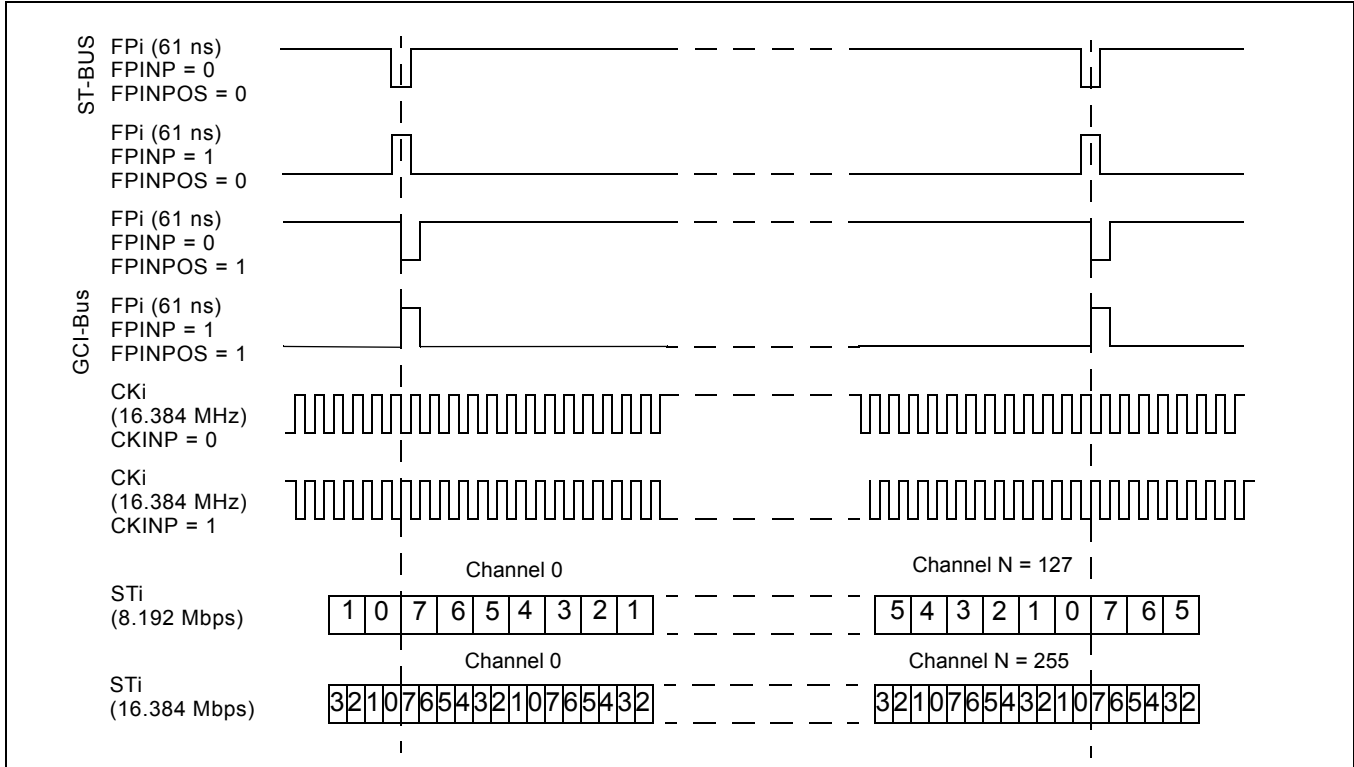 ST-BUS
FPi (61 ns)
FPINP = 0
FPINPOS = 0
FPi (61 ns)
FPINP = 1
FPINPOS = 0
FPi (61 ns)
FPINP = 0
FPINPOS = 1
GCI-Bus
FPi (61 ns)
FPINP = 1
FPINPOS = 1
CKi
(16.384 MHz)
CKINP = 0
CKi
(16.384 MHz)
CKINP = 1
Channel 0
Channel N = 127
STi
(8.192 Mbps)
1 0 7 6 5 4 3 2 1
5 4 3 2 1 0 7 6 5
Channel 0
Channel N = 255
STi
(16.384 Mbps)
3 2 1 0 7 6 5 4 3 2 1 0 7 6 5 4 3 2
3 2 1 0 7 6 5 4 3 2 1 0 7 6 5 4 3 2